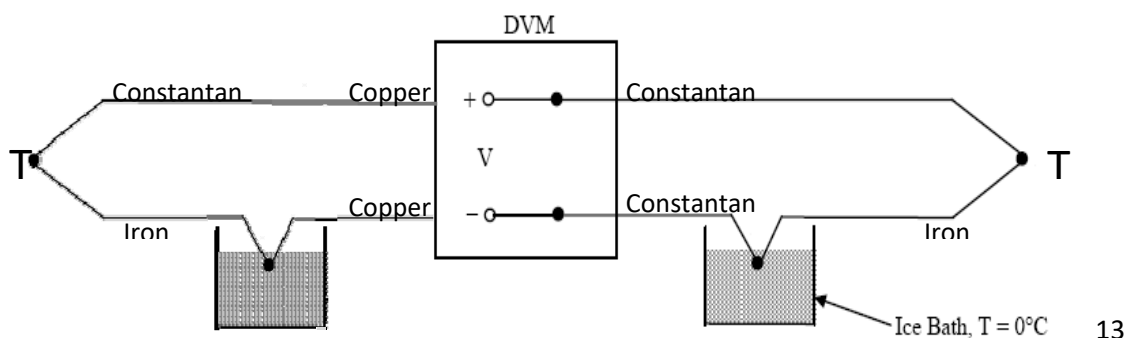 DVM
Constantan Copper + Constantan
T V T
Copper − Constantan
Iron Iron
Ice Bath, T = 0°C 13